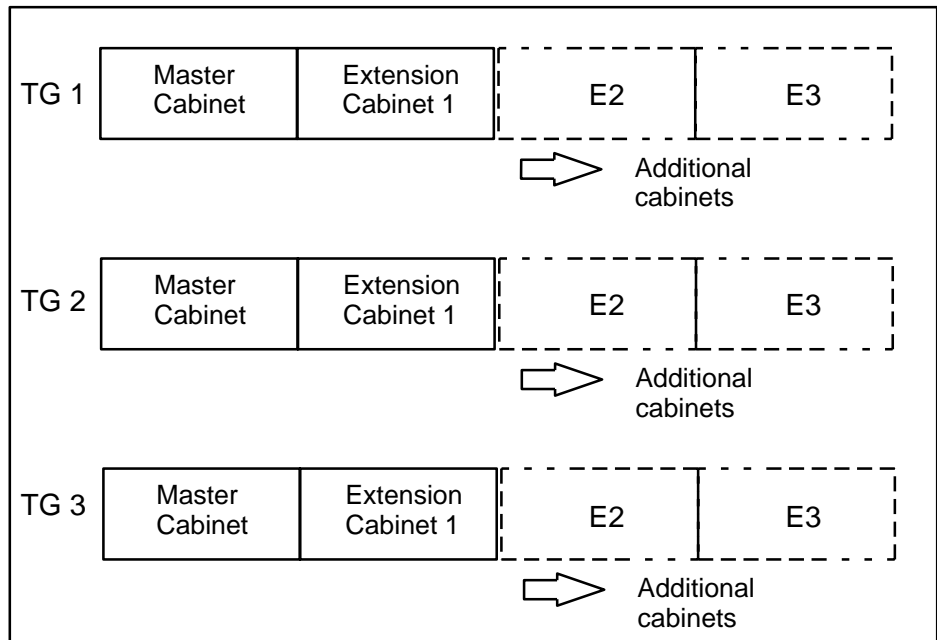 TG 1
Master
Cabinet
Extension
Cabinet 1
E2
E3
Additional
cabinets
TG 2
Master
Cabinet
Extension
Cabinet 1
E2
E3
Additional
cabinets
TG 3
Master
Cabinet
Extension
Cabinet 1
E2
E3
Additional
cabinets